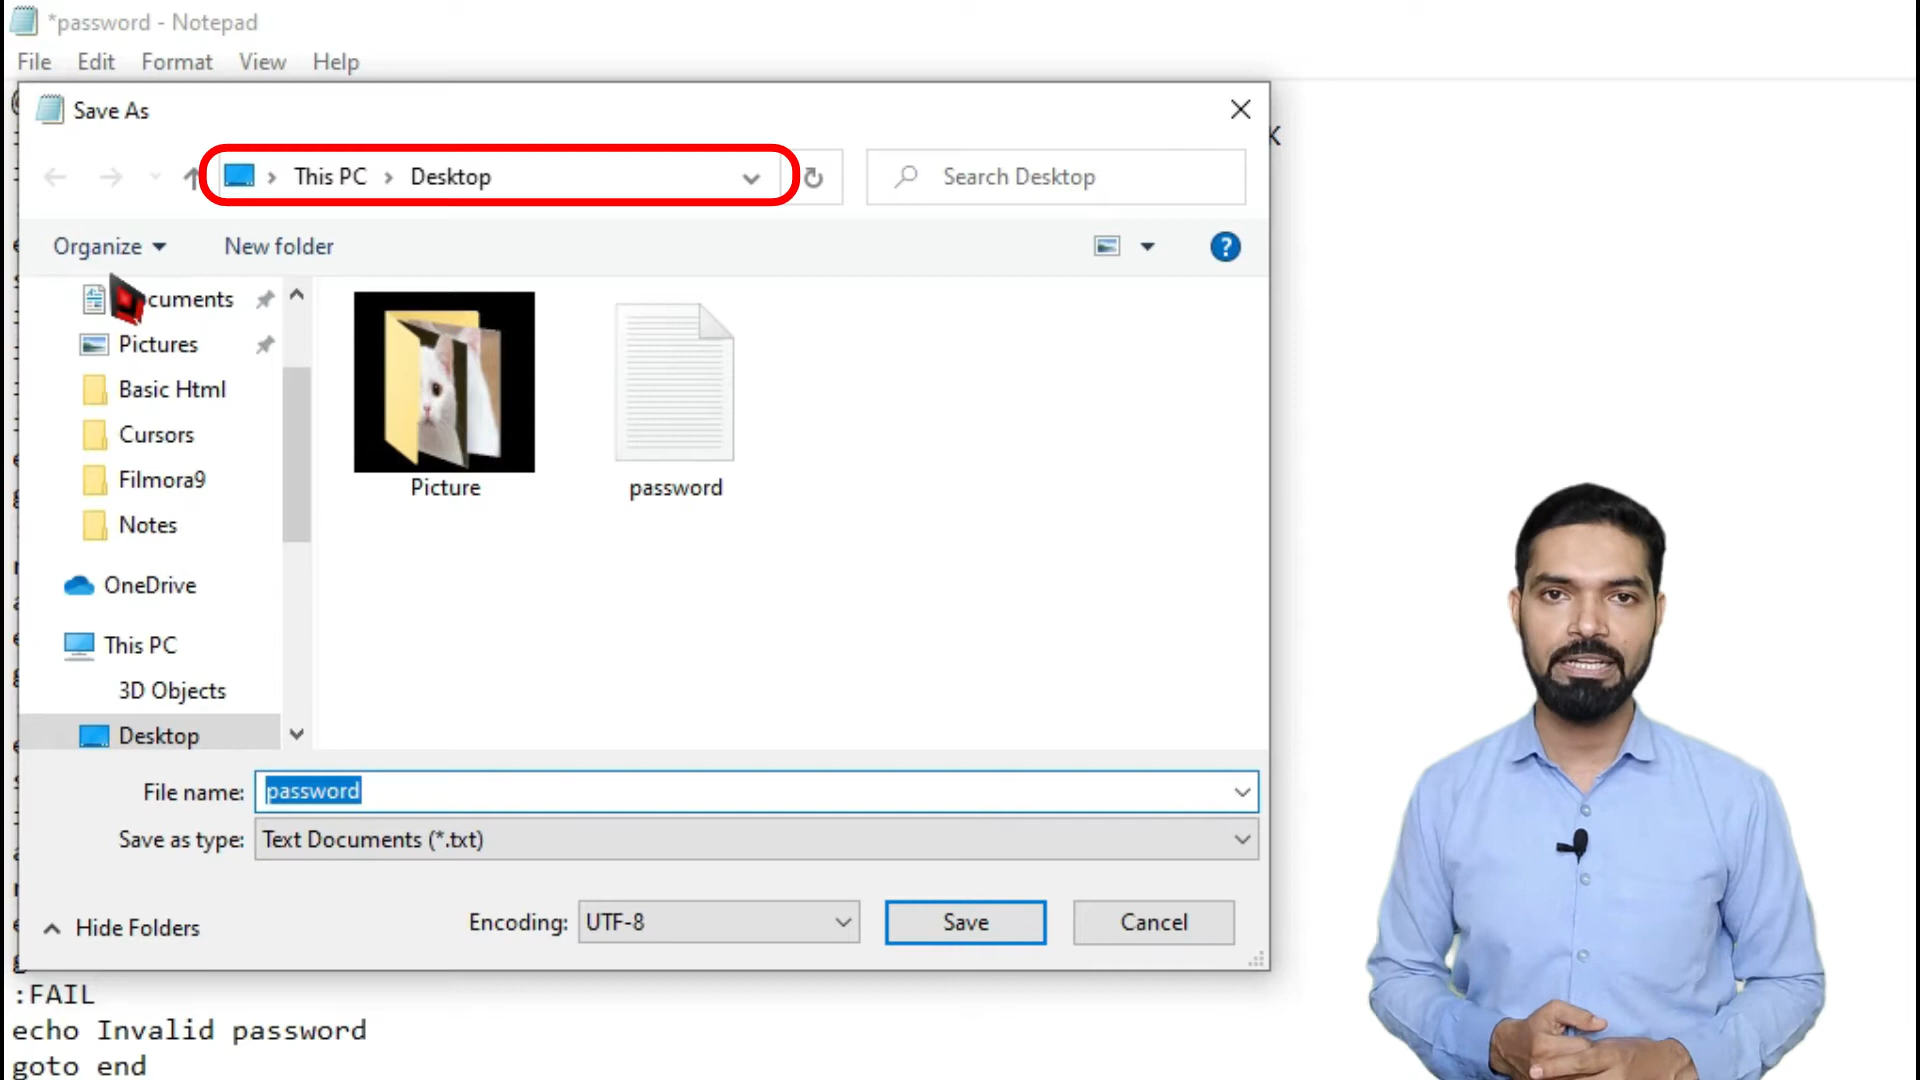 *password - Notepad
File Edit Format View Help
Save As
This PC Desktop
Search Desktop
Organize New folder
?
Documents
Pictures
Basic Html
Cursors
Filmora9
Notes
OneDrive
This PC
3D Objects
Desktop
Picture
password
File name: password
Save as type: Text Documents (*.txt)
Hide Folders
Encoding: UTF-8
Save
Cancel
:FAIL
echo Invalid password
goto end